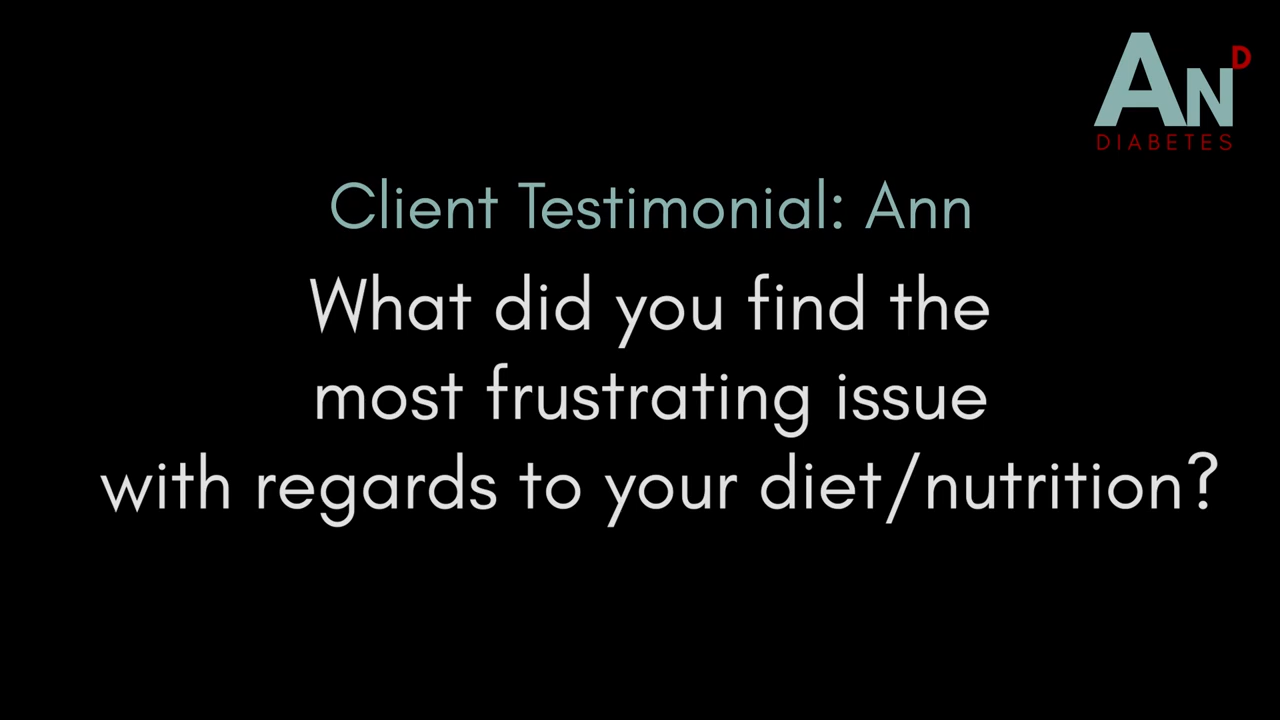 AN D
DIABETES
Client Testimonial: Ann
What did you find the
most frustrating issue
with regards to your diet/nutrition?